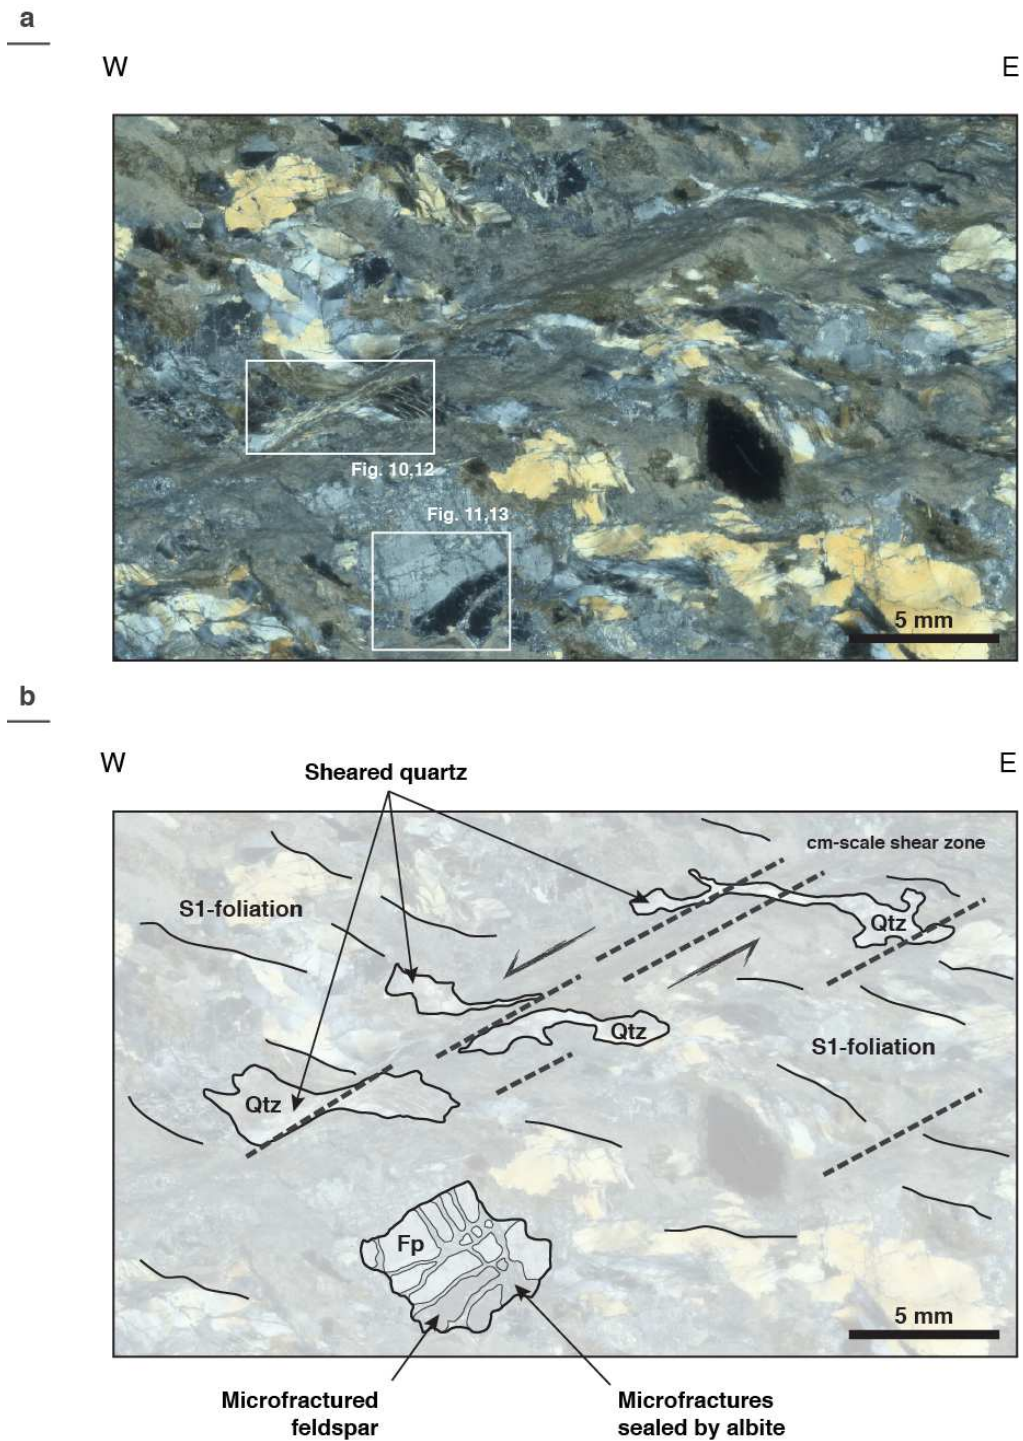 a
W E
Fig. 10,12
Fig. 11,13
5 mm
b
W E
Sheared quartz
cm-scale shear zone
S1-foliation
Qtz
Qtz
S1-foliation
Qtz
Fp
5 mm
Microfractured
feldspar
Microfractures
sealed by albite